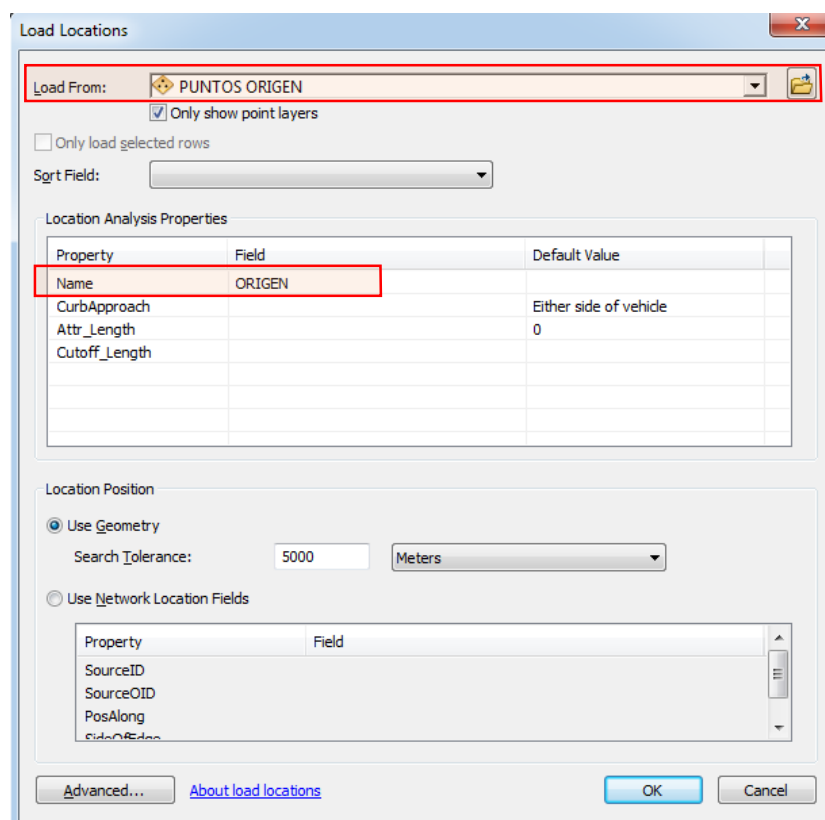 Load Locations
Load From: PUNTOS ORIGEN
Only show point layers
Only load selected rows
Sort Field:
Location Analysis Properties
Property Field Default Value
Name ORIGEN
CurbApproach Either side of vehicle
Attr_Length 0
Cutoff_Length
Location Position
Use Geometry
Search Tolerance: 5000 Meters
Use Network Location Fields
Property Field
SourceID
SourceOID
PosAlong
SideOfEdge
Advanced... About load locations OK Cancel